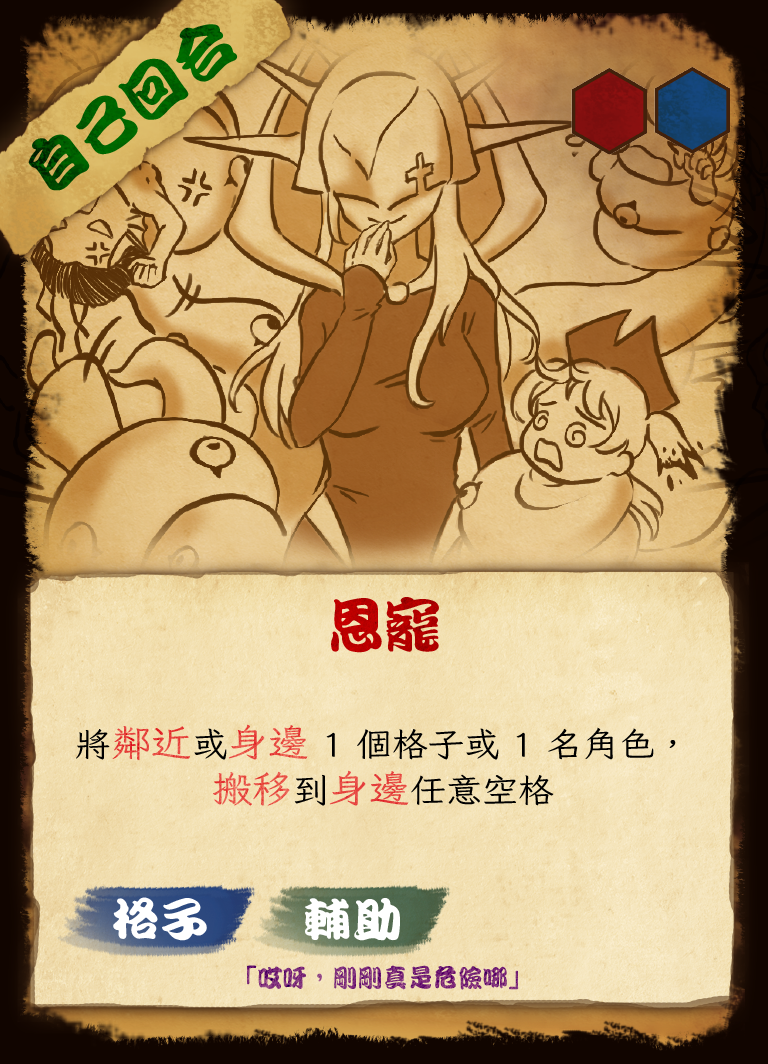 自己回合
恩寵
將鄰近或身邊 1 個格子或 1 名角色，
搬移到身邊任意空格
格子 輔助
「哎呀，剛剛真是危險哪」